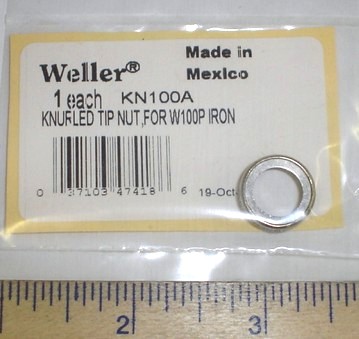 Weller®
Made in
Mexico
1 each KN100A
KNURLED TIP NUT,FOR W100P IRON
0 37103 47418 6
19-Oct
2 3